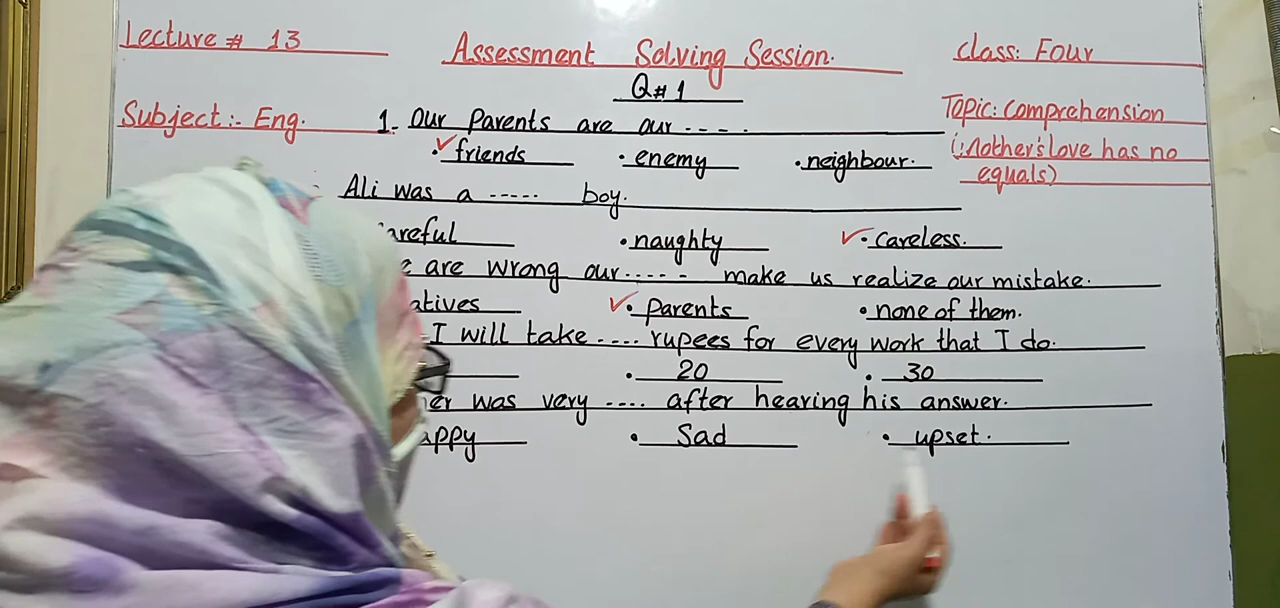 Lecture # 13
Assessment Solving Session.
Class: Four
Q#1
Subject:- Eng.
Topic: Comprehension
(Mother's love has no
equals)
1- Our Parents are our ----.
✓• friends • enemy • neighbour.
Ali was a ----- boy.
areful • naughty ✓• careless.
e are wrong our ----- make us realize our mistake.
atives ✓• Parents • none of them.
I will take .... rupees for every work that I do.
• 20 • 30
er was very .... after hearing his answer.
appy • Sad • upset.